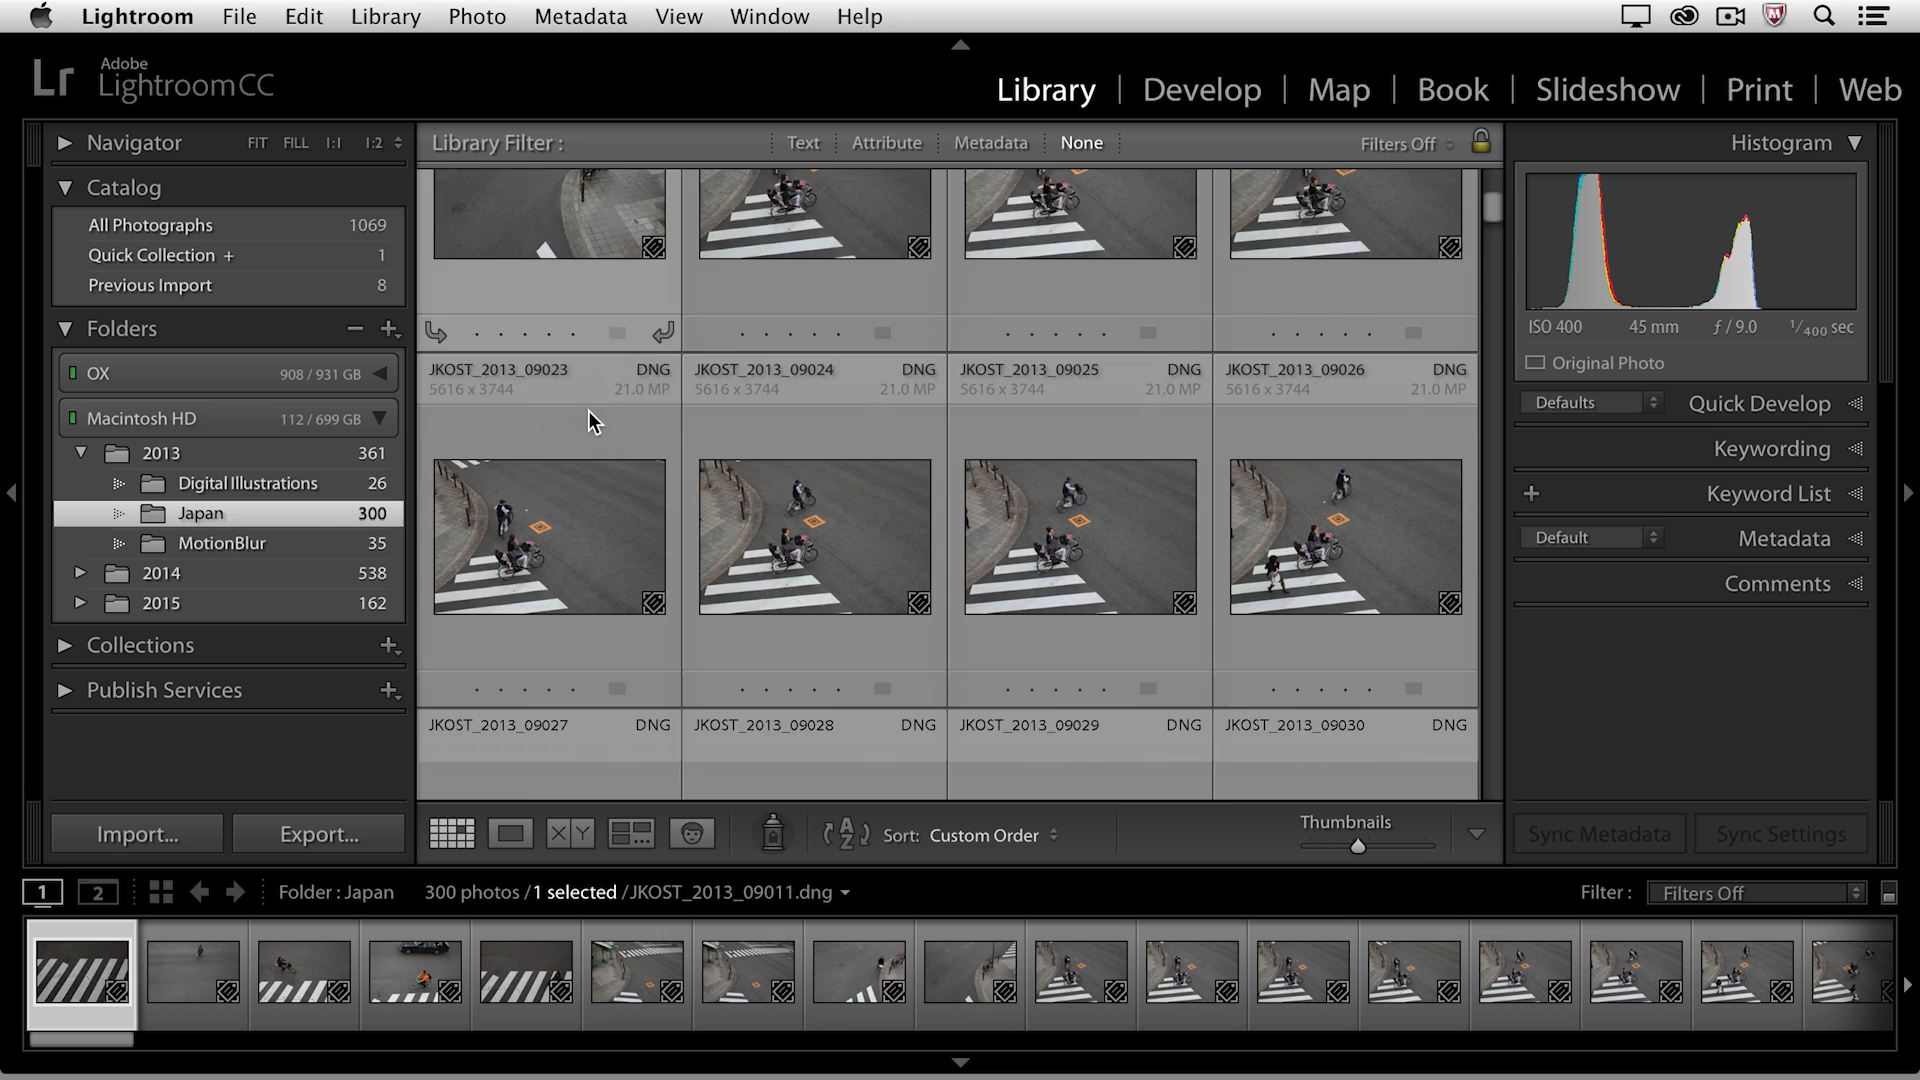 Lightroom File Edit Library Photo Metadata View Window Help
Lr Adobe Lightroom CC
Library | Develop | Map | Book | Slideshow | Print | Web
Navigator FIT FILL 1:1 1:2
Library Filter : Text Attribute Metadata None Filters Off
Histogram
Catalog
All Photographs 1069
Quick Collection + 1
Previous Import 8
ISO 400 45 mm f / 9.0 1/400 sec
Original Photo
Folders
OX 908 / 931 GB
Macintosh HD 112 / 699 GB
2013 361
Digital Illustrations 26
Japan 300
MotionBlur 35
2014 538
2015 162
Collections
Publish Services
JKOST_2013_09023 DNG
5616 x 3744 21.0 MP
JKOST_2013_09024 DNG
5616 x 3744 21.0 MP
JKOST_2013_09025 DNG
5616 x 3744 21.0 MP
JKOST_2013_09026 DNG
5616 x 3744 21.0 MP
JKOST_2013_09027 DNG
JKOST_2013_09028 DNG
JKOST_2013_09029 DNG
JKOST_2013_09030 DNG
Defaults Quick Develop
Keywording
+ Keyword List
Default Metadata
Comments
Import... Export...
X Y
A Z Sort: Custom Order
Thumbnails
Sync Metadata Sync Settings
1 2 Folder : Japan 300 photos / 1 selected / JKOST_2013_09011.dng
Filter : Filters Off